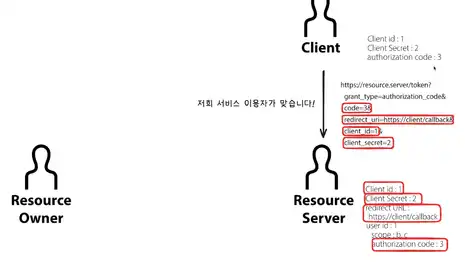 Client
Client id : 1
Client Secret : 2
authorization code : 3
https://resource.server/token?
grant_type=authorization_code&
code=3&
redirect_uri=https://client/callback&
client_id=1&
client_secret=2
저희 서비스 이용자가 맞습니다!
Resource
Owner
Resource
Server
Client id : 1
Client Secret : 2
redirect URL :
https://client/callback
user id : 1
scope : b, c
authorization code : 3